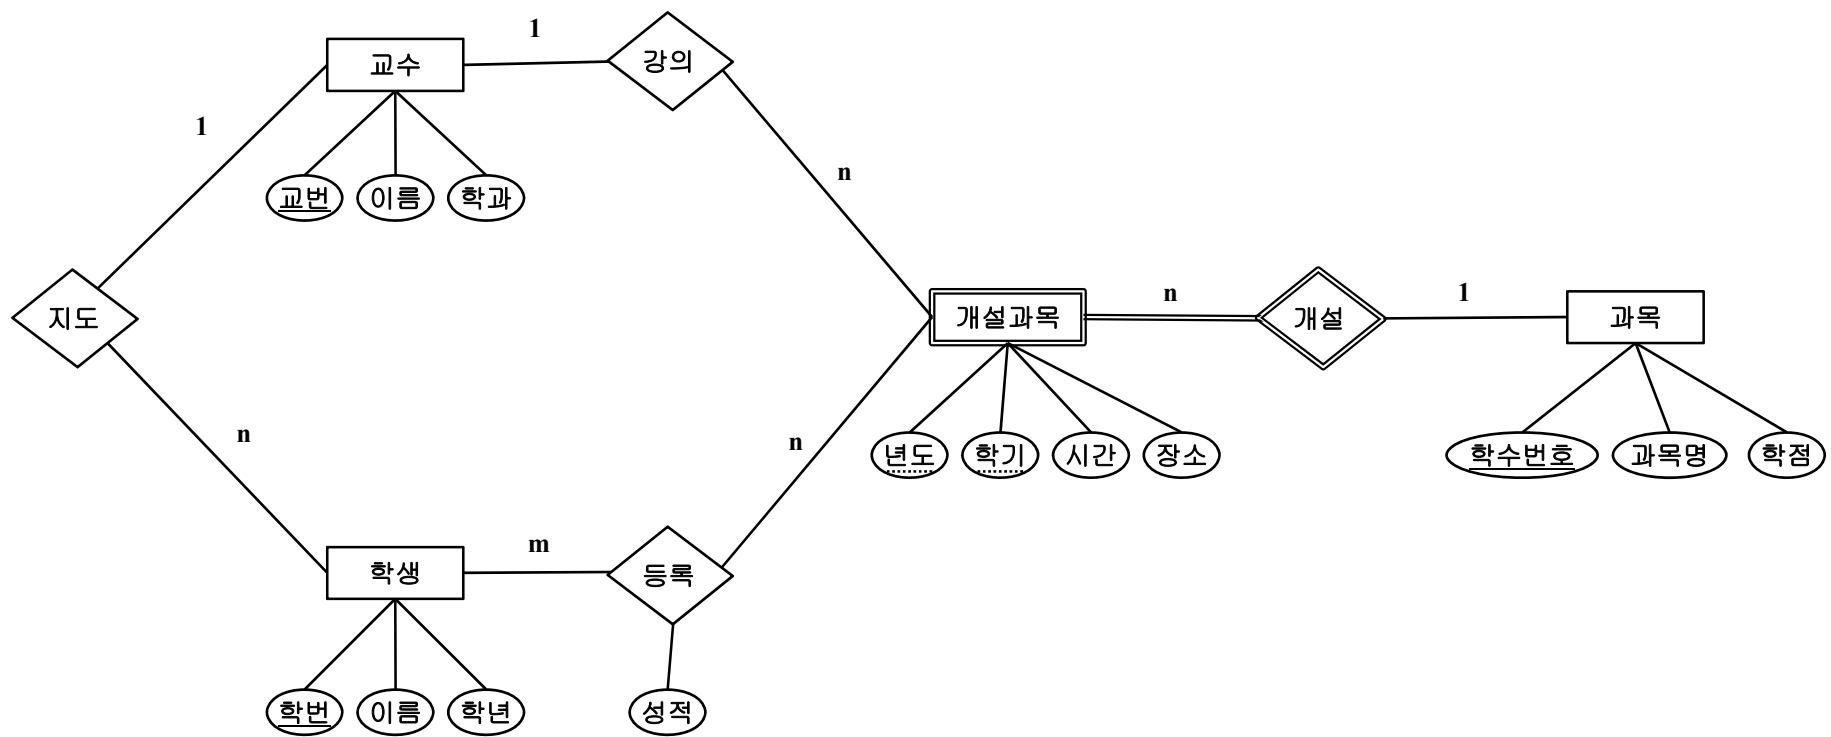 1
교수
강의
1
n
교번
이름
학과
개설과목
n
개설
1
과목
지도
년도
학기
시간
장소
학수번호
과목명
학점
n
n
학생
m
등록
학번
이름
학년
성적